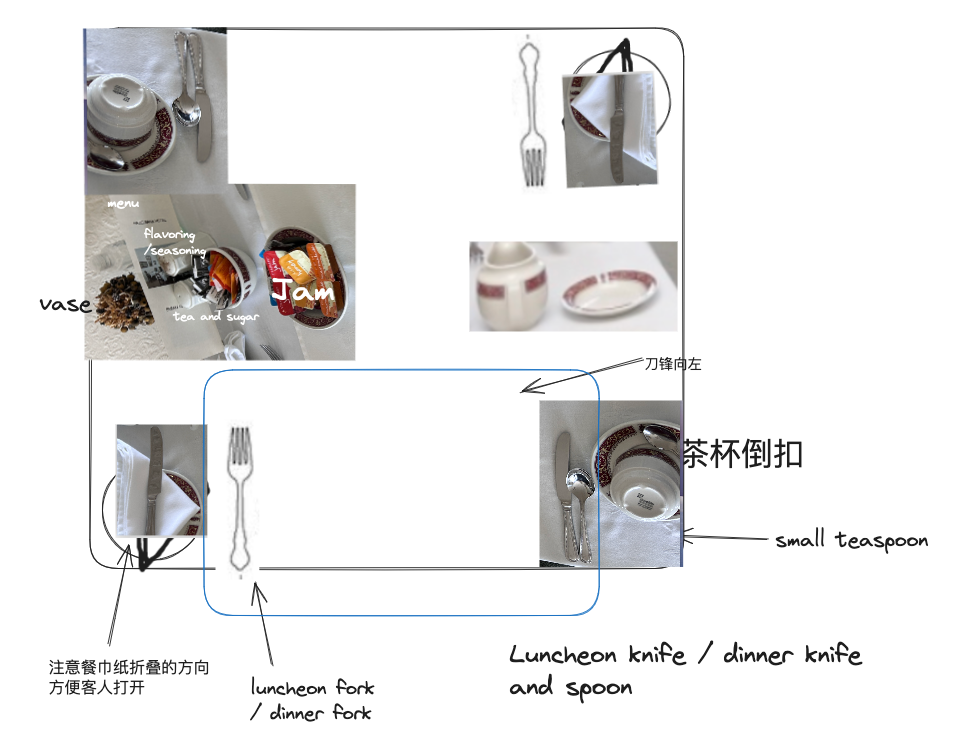 menu
flavoring
/seasoning
Jam
vase
tea and sugar
刀锋向左
茶杯倒扣
small teaspoon
注意餐巾纸折叠的方向
方便客人打开
luncheon fork
/ dinner fork
Luncheon knife / dinner knife
and spoon